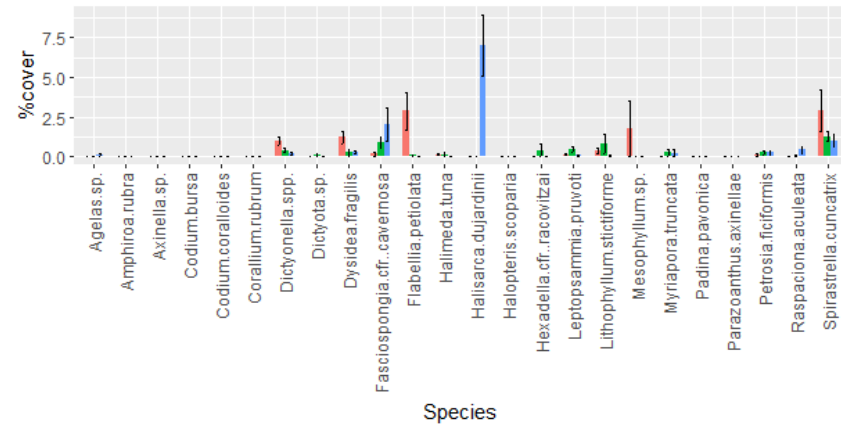 %cover
7.5
5.0
2.5
0.0
Agelas.sp.
Amphiroa.rubra
Axinella.sp.
Codium.bursa
Codium.coralloides
Corallium.rubrum
Dictyonella.spp.
Dictyota.sp.
Dysidea.fragilis
Fasciospongia.cfr..cavernosa
Flabellia.petiolata
Halimeda.tuna
Halisarca.dujardinii
Halopteris.scoparia
Hexadella.cfr..racovitzai
Leptopsammia.pruvoti
Lithophyllum.stictiforme
Mesophyllum.sp.
Myriapora.truncata
Padina.pavonica
Parazoanthus.axinellae
Petrosia.ficiformis
Raspaciona.aculeata
Spirastrella.cuncatrix
Species